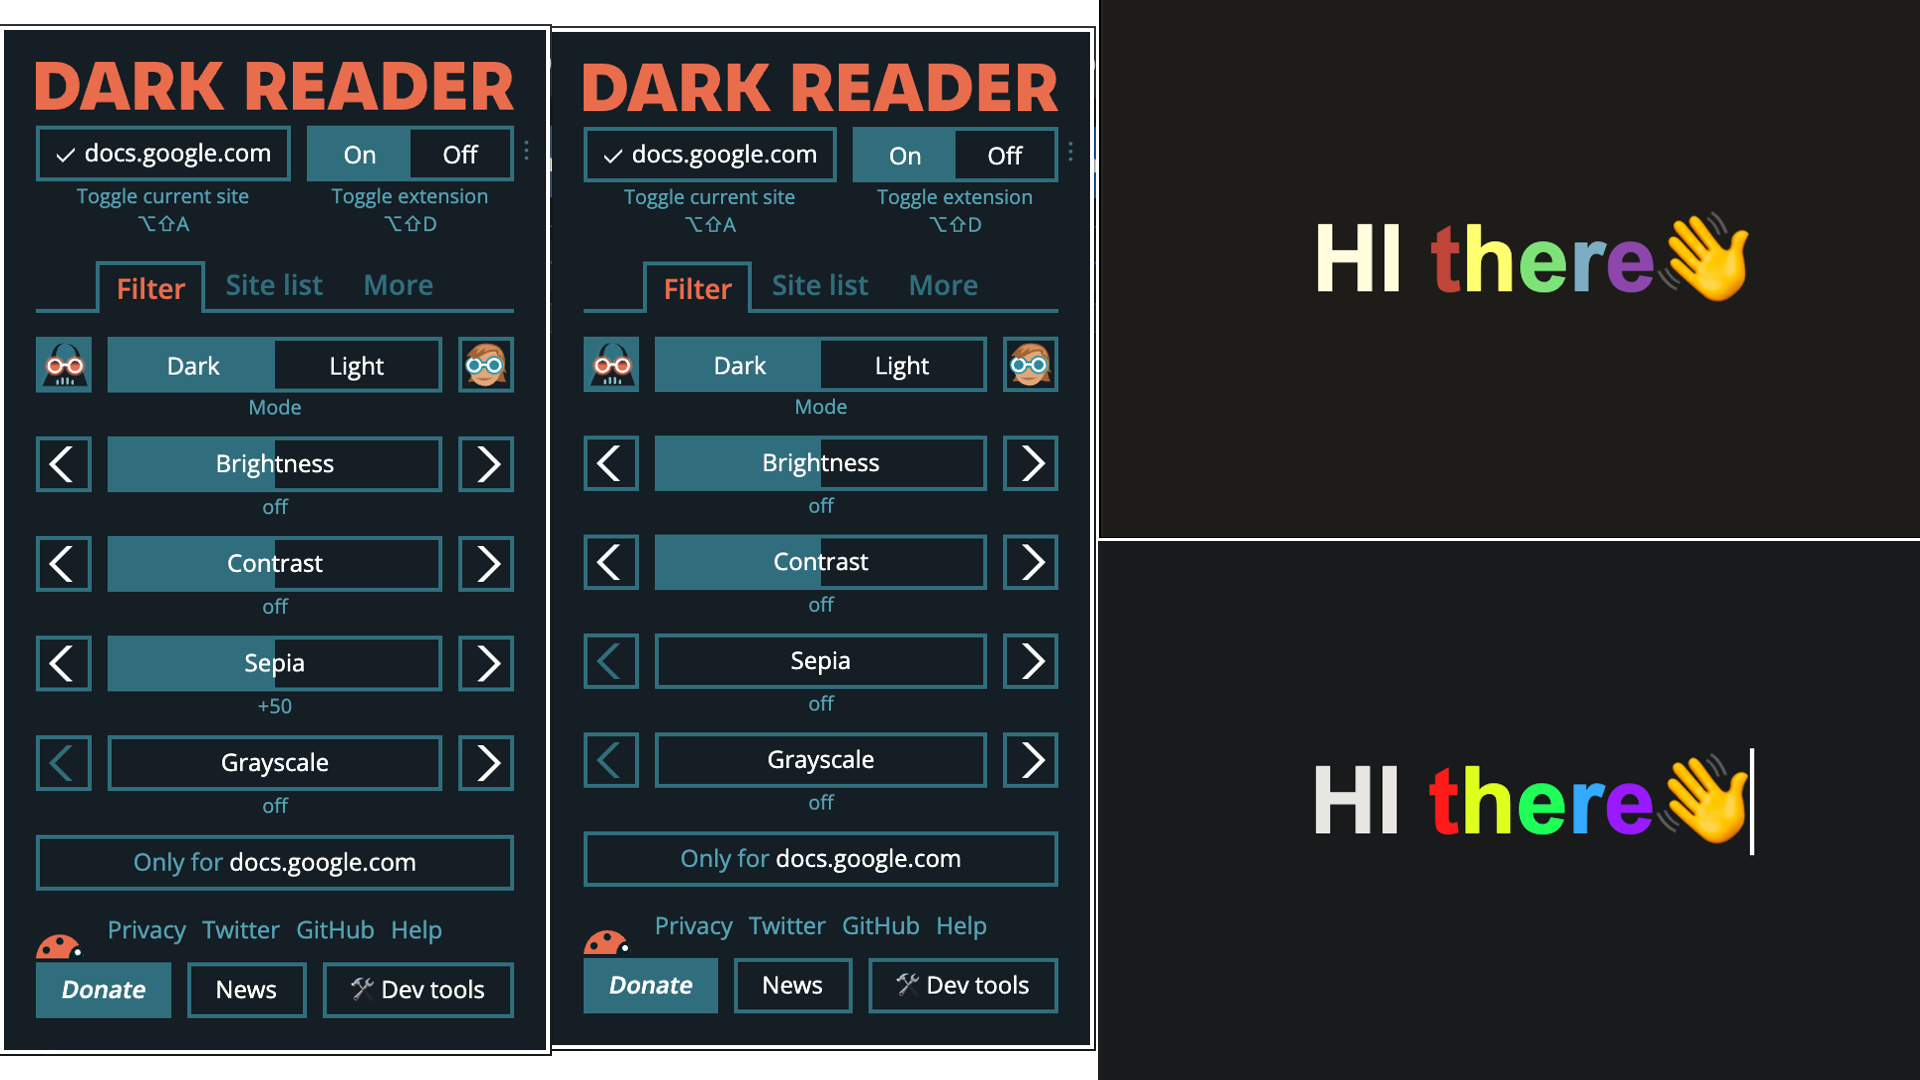 DARK READER
docs.google.com
On
Off
Toggle current site
⌥⇧A
Toggle extension
⌥⇧D
Filter
Site list
More
Dark
Light
Mode
Brightness
off
Contrast
off
Sepia
+50
Grayscale
off
Only for docs.google.com
Privacy
Twitter
GitHub
Help
Donate
News
🛠 Dev tools
DARK READER
docs.google.com
On
Off
Toggle current site
⌥⇧A
Toggle extension
⌥⇧D
Filter
Site list
More
Dark
Light
Mode
Brightness
off
Contrast
off
Sepia
off
Grayscale
off
Only for docs.google.com
Privacy
Twitter
GitHub
Help
Donate
News
🛠 Dev tools
HI there👋
HI there👋